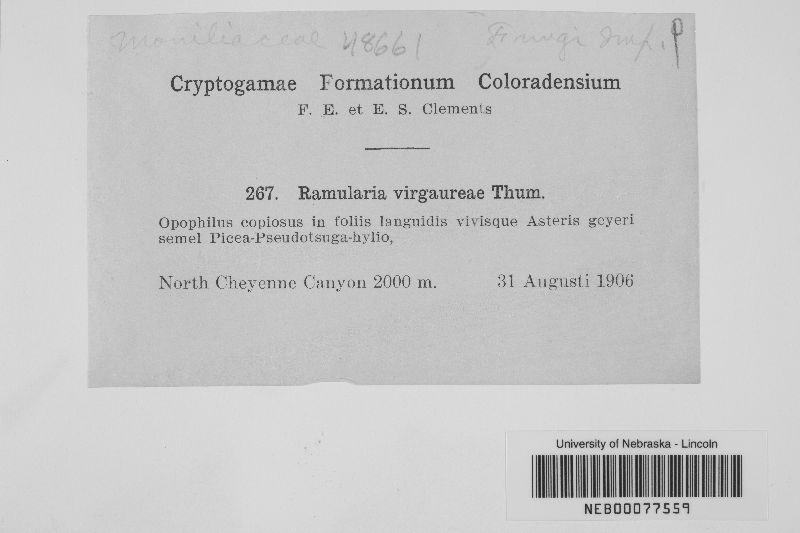 Moniliaceae 48661 Fungi Imp.
Cryptogamae Formationum Coloradensium
F. E. et E. S. Clements
267. Ramularia virgaureae Thum.
Opophilus copiosus in foliis languidis vivisque Asteris geyeri
semel Picea-Pseudotsuga-hylio,
North Cheyenne Canyon 2000 m. 31 Augusti 1906
University of Nebraska - Lincoln
NEB00077559